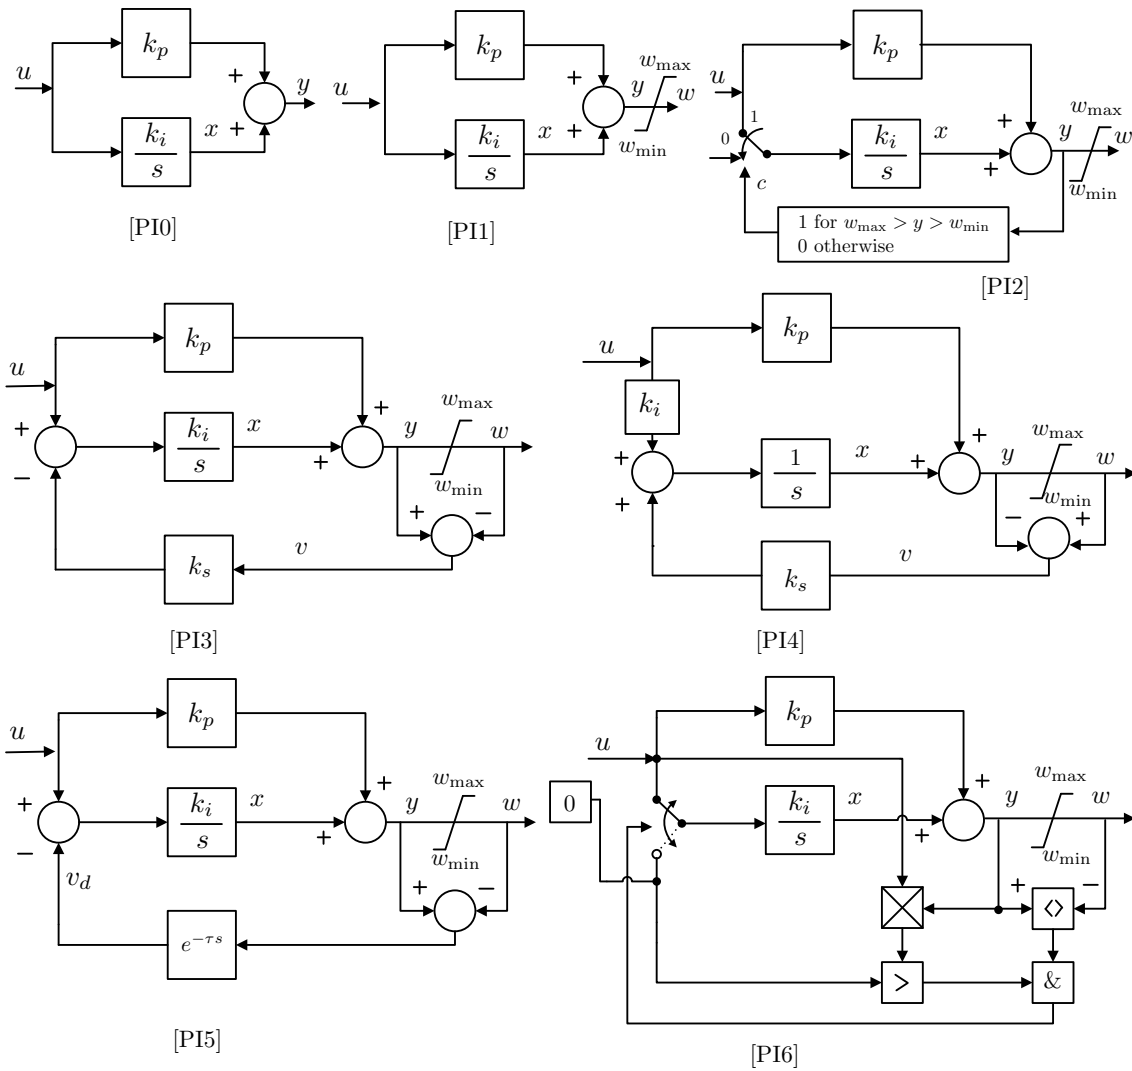 k_p
u
k_i
s
x
+
+
y
[PI0]
k_p
u
k_i
s
x
+
+
y
w_max
w
w_min
[PI1]
k_p
u
1
0
c
k_i
s
x
+
+
y
w_max
w
w_min
1 for w_max > y > w_min
0 otherwise
[PI2]
k_p
u
+
−
k_i
s
x
+
+
y
w_max
w
w_min
+
−
k_s
v
[PI3]
k_p
u
k_i
+
+
1
s
x
+
+
y
w_max
w
w_min
−
+
k_s
v
[PI4]
k_p
u
+
−
k_i
s
x
+
+
y
w_max
w
w_min
+
−
v_d
e^{−τs}
[PI5]
k_p
u
0
k_i
s
x
+
+
y
w_max
w
w_min
+
−
<>
>
&
[PI6]